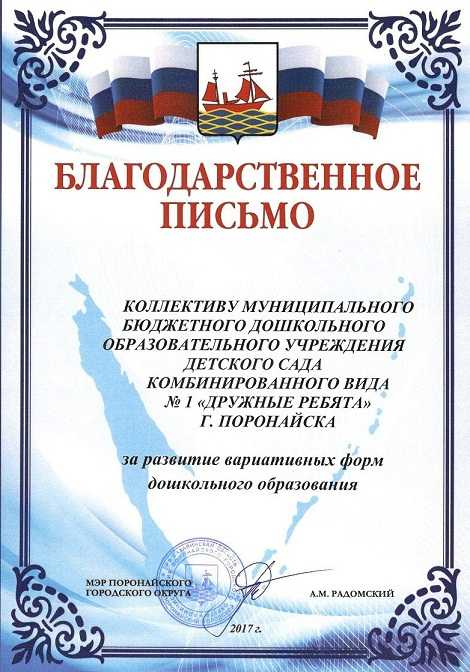 БЛАГОДАРСТВЕННОЕ
ПИСЬМО
КОЛЛЕКТИВУ МУНИЦИПАЛЬНОГО
БЮДЖЕТНОГО ДОШКОЛЬНОГО
ОБРАЗОВАТЕЛЬНОГО УЧРЕЖДЕНИЯ
ДЕТСКОГО САДА
КОМБИНИРОВАННОГО ВИДА
№ 1 «ДРУЖНЫЕ РЕБЯТА»
Г. ПОРОНАЙСКА
за развитие вариативных форм
дошкольного образования
МЭР ПОРОНАЙСКОГО
ГОРОДСКОГО ОКРУГА
А.М. РАДОМСКИЙ
2017 г.